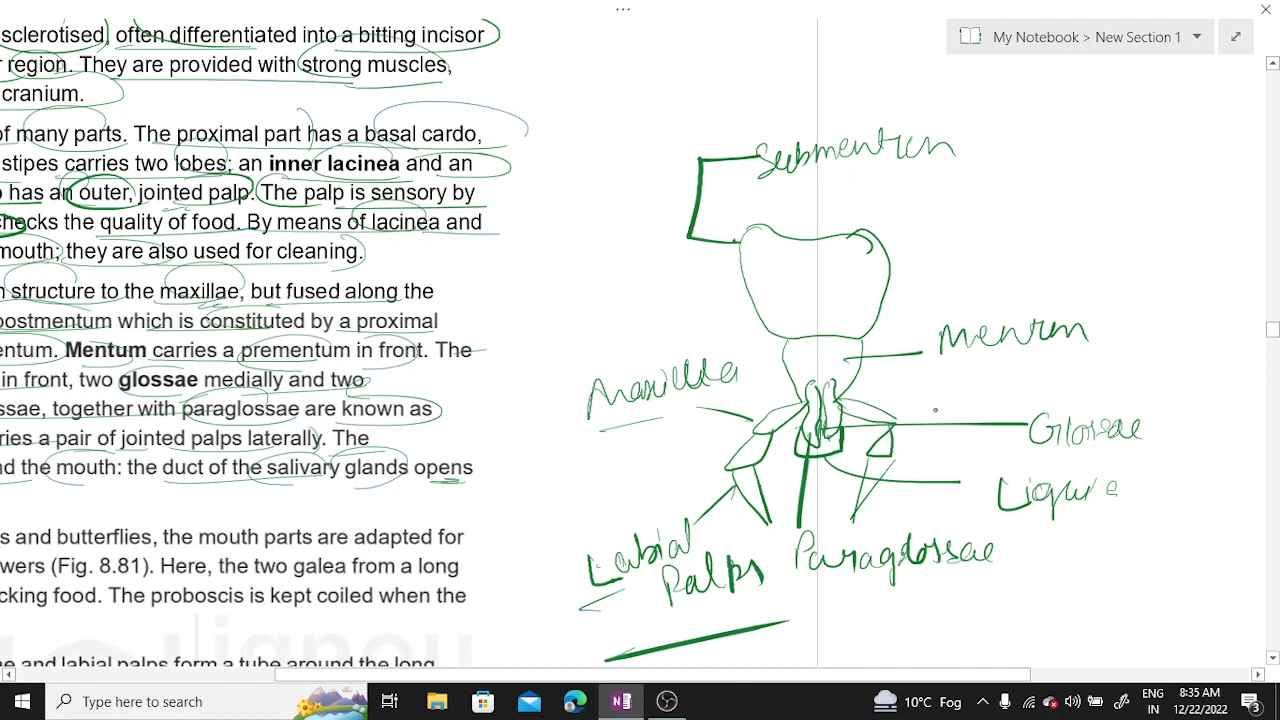 ...
My Notebook > New Section 1
sclerotised, often differentiated into a bitting incisor
r region. They are provided with strong muscles,
cranium.
of many parts. The proximal part has a basal cardo,
stipes carries two lobes; an inner lacinea and an
has an outer, jointed palp. The palp is sensory by
checks the quality of food. By means of lacinea and
mouth; they are also used for cleaning.
n structure to the maxillae, but fused along the
postmentum which is constituted by a proximal
entum. Mentum carries a prementum in front. The
in front, two glossae medially and two
ssae, together with paraglossae are known as
ries a pair of jointed palps laterally. The
nd the mouth: the duct of the salivary glands opens
s and butterflies, the mouth parts are adapted for
wers (Fig. 8.81). Here, the two galea from a long
cking food. The proboscis is kept coiled when the
e and labial palps form a tube around the long
Submentum
Mentum
Maxilla
Glossae
Ligure
Labial
Palps
Paraglossae
Type here to search
10°C Fog
ENG
IN
8:35 AM
12/22/2022
3